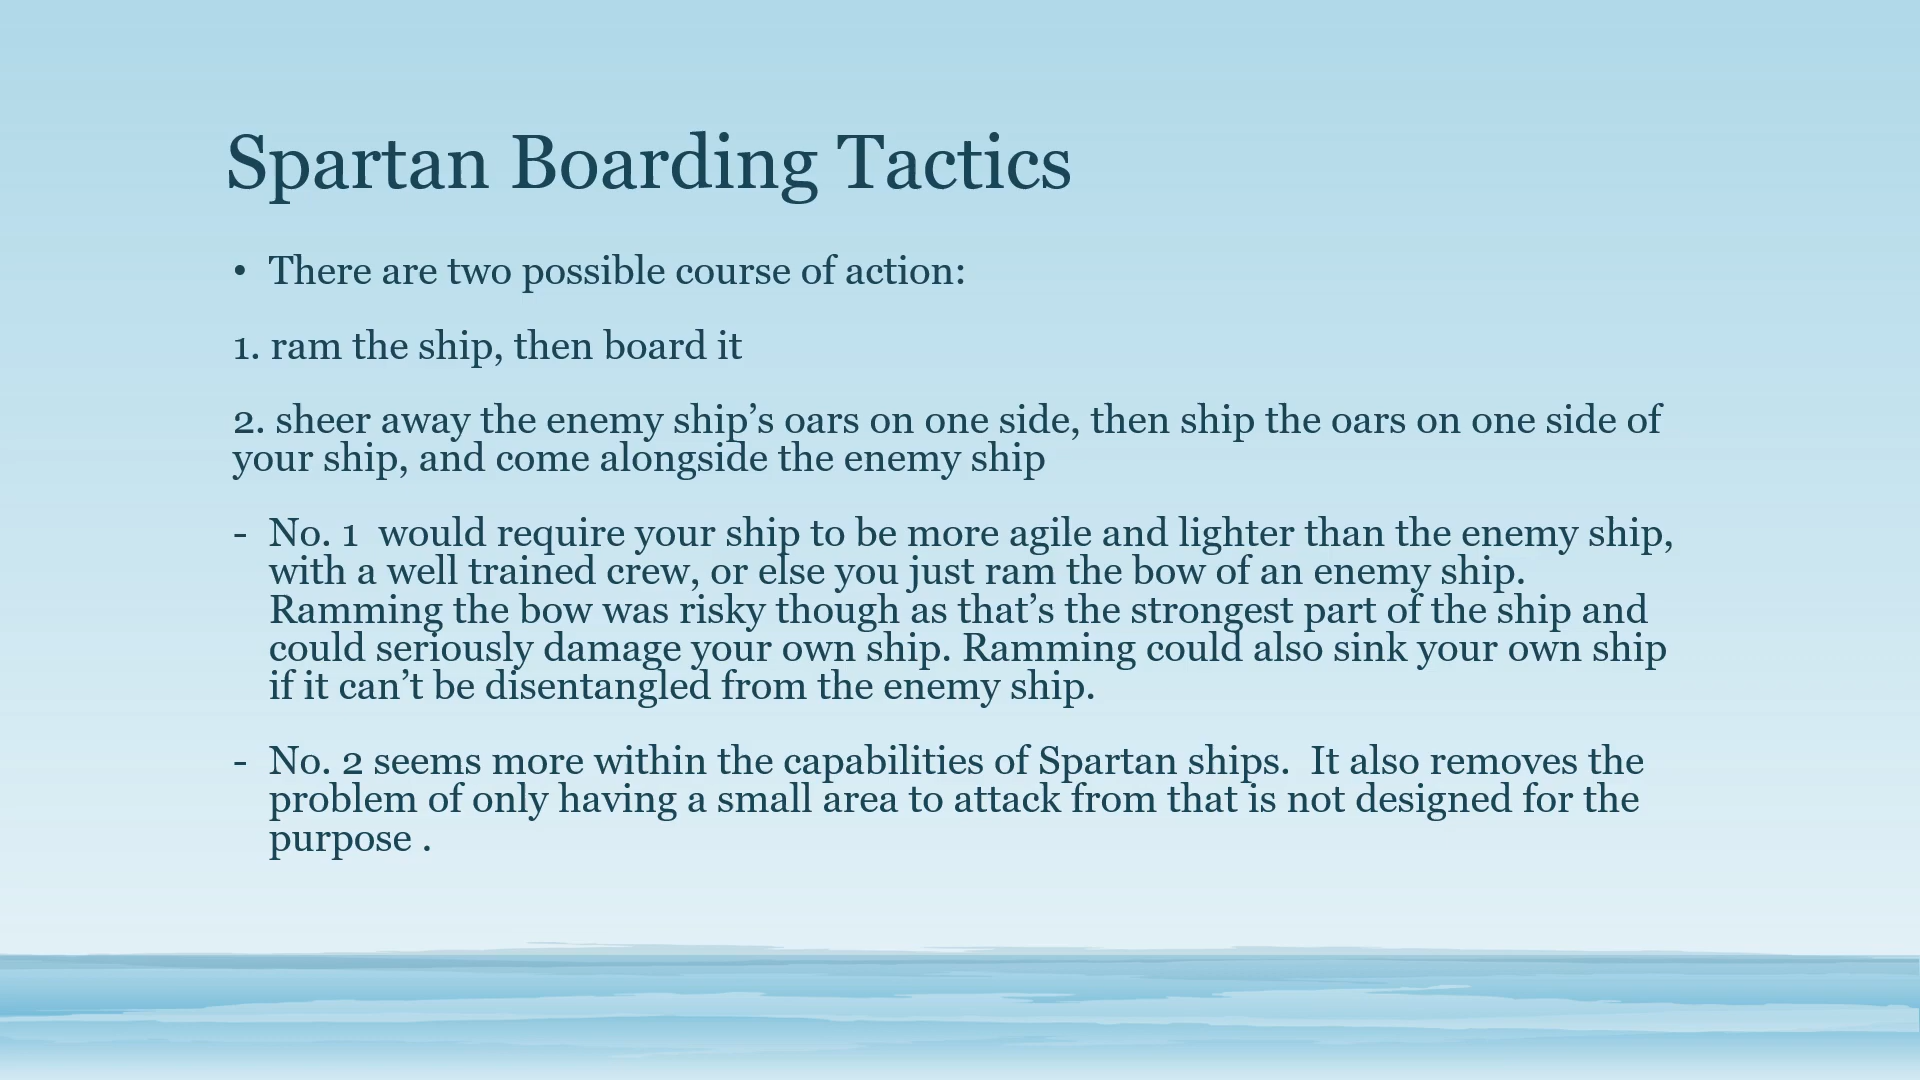 Spartan Boarding Tactics
• There are two possible course of action:
1. ram the ship, then board it
2. sheer away the enemy ship’s oars on one side, then ship the oars on one side of
your ship, and come alongside the enemy ship
- No. 1  would require your ship to be more agile and lighter than the enemy ship,
with a well trained crew, or else you just ram the bow of an enemy ship.
Ramming the bow was risky though as that’s the strongest part of the ship and
could seriously damage your own ship. Ramming could also sink your own ship
if it can’t be disentangled from the enemy ship.
- No. 2 seems more within the capabilities of Spartan ships.  It also removes the
problem of only having a small area to attack from that is not designed for the
purpose .